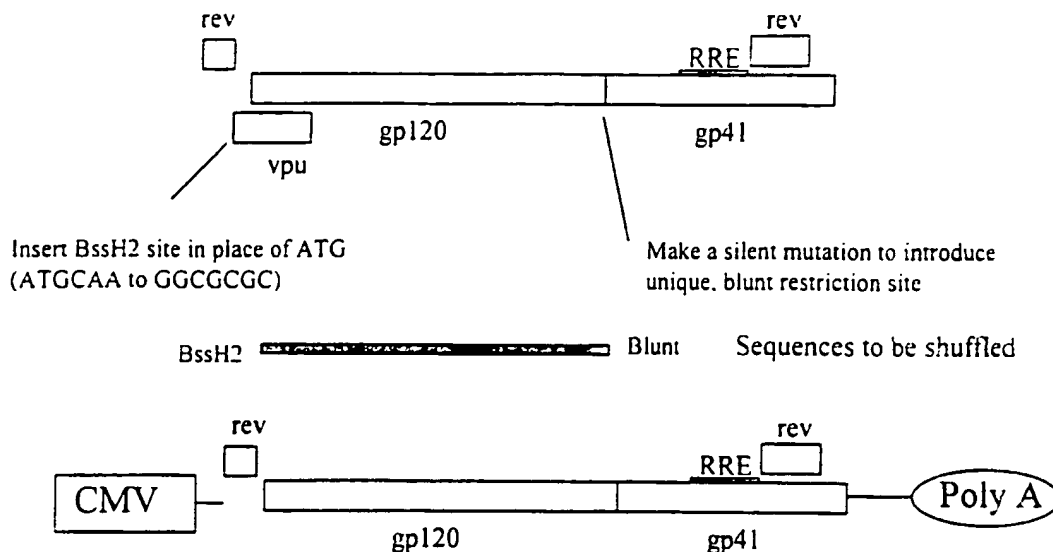 rev
rev
RRE
gp120
gp41
vpu
Insert BssH2 site in place of ATG
(ATGCAA to GGCGCGC)
Make a silent mutation to introduce
unique, blunt restriction site
BssH2
Blunt
Sequences to be shuffled
rev
rev
RRE
CMV
Poly A
gp120
gp41